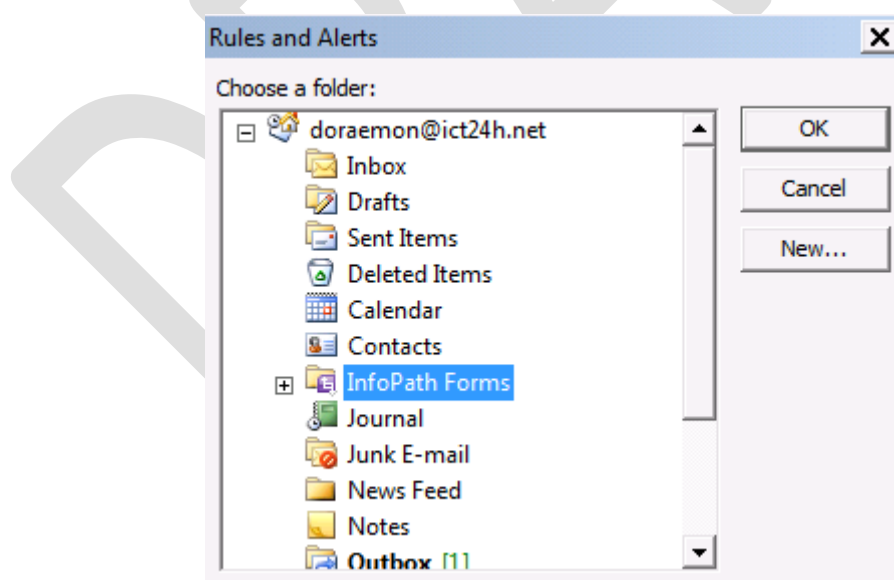 Rules and Alerts
Choose a folder:
doraemon@ict24h.net
OK
Inbox
Cancel
Drafts
Sent Items
New...
Deleted Items
Calendar
Contacts
InfoPath Forms
Journal
Junk E-mail
News Feed
Notes
Outbox [1]